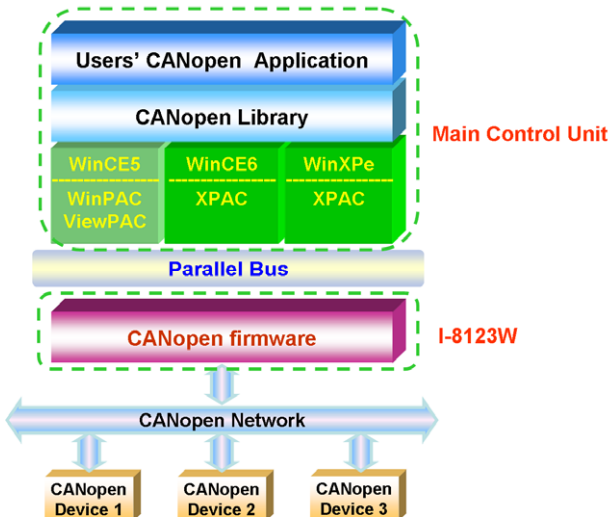 Users' CANopen Application
CANopen Library
Main Control Unit
WinCE5
WinCE6
WinXPe
WinPAC
ViewPAC
XPAC
XPAC
Parallel Bus
CANopen firmware
I-8123W
CANopen Network
CANopen
Device 1
CANopen
Device 2
CANopen
Device 3